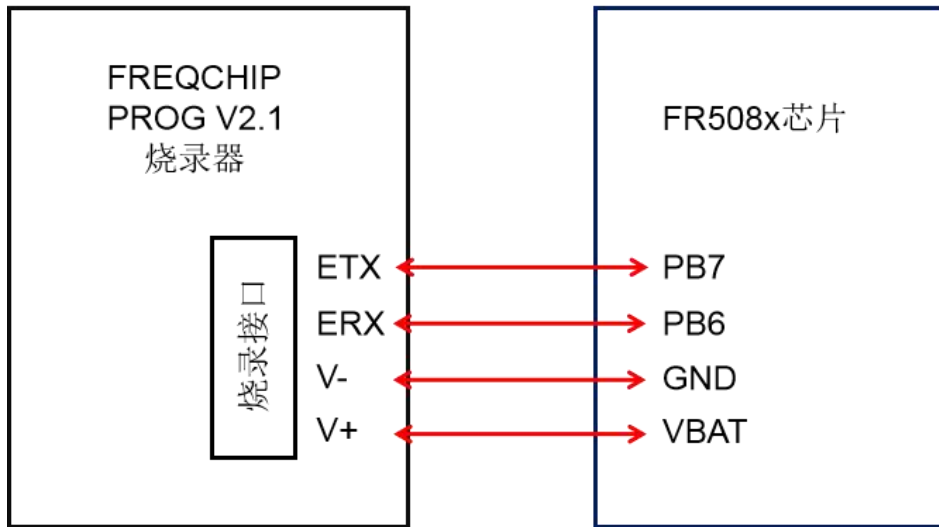 FREQCHIP
PROG V2.1
烧录器
FR508x芯片
烧录接口
ETX
PB7
ERX
PB6
V-
GND
V+
VBAT